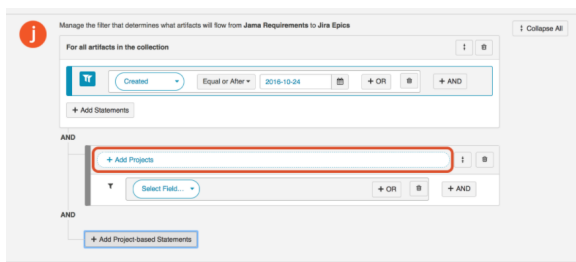 Manage the filter that determines what artifacts will flow from Jama Requirements to Jira Epics
Collapse All
j
For all artifacts in the collection
Created Equal or After 2016-10-24 + OR + AND
+ Add Statements
AND
+ Add Projects
Select Field... + OR + AND
AND
+ Add Project-based Statements